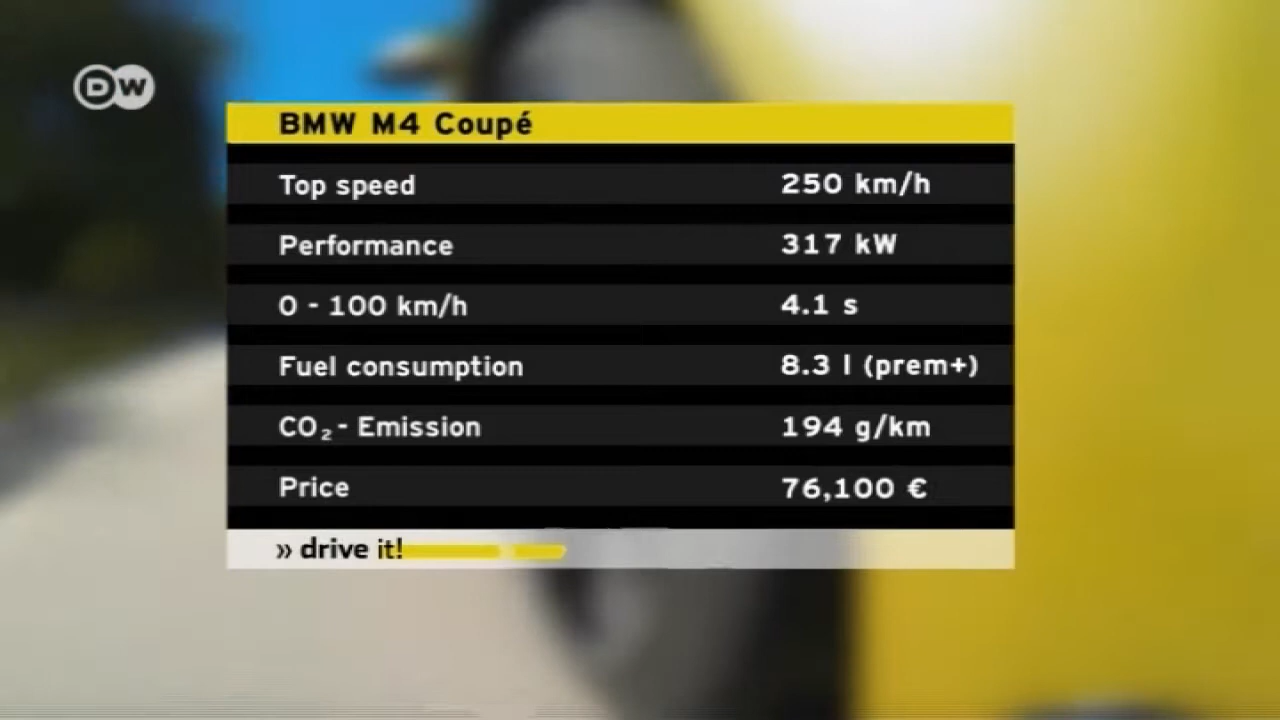 DW
BMW M4 Coupé
Top speed 250 km/h
Performance 317 kW
0 - 100 km/h 4.1 s
Fuel consumption 8.3 l (prem+)
CO₂ - Emission 194 g/km
Price 76,100 €
» drive it!